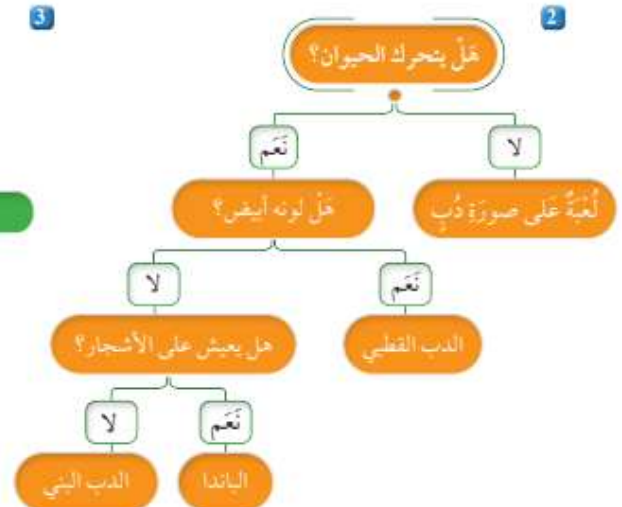 2
3
هَلْ يتحرك الحيوان؟
لا
نَعَم
لُعْبَةٌ عَلى صورَةِ دُبٍ
هَلْ لونه أبيض؟
نَعَم
لا
الدب القطبي
هل يعيش على الأشجار؟
نَعَم
لا
الباندا
الدب البني